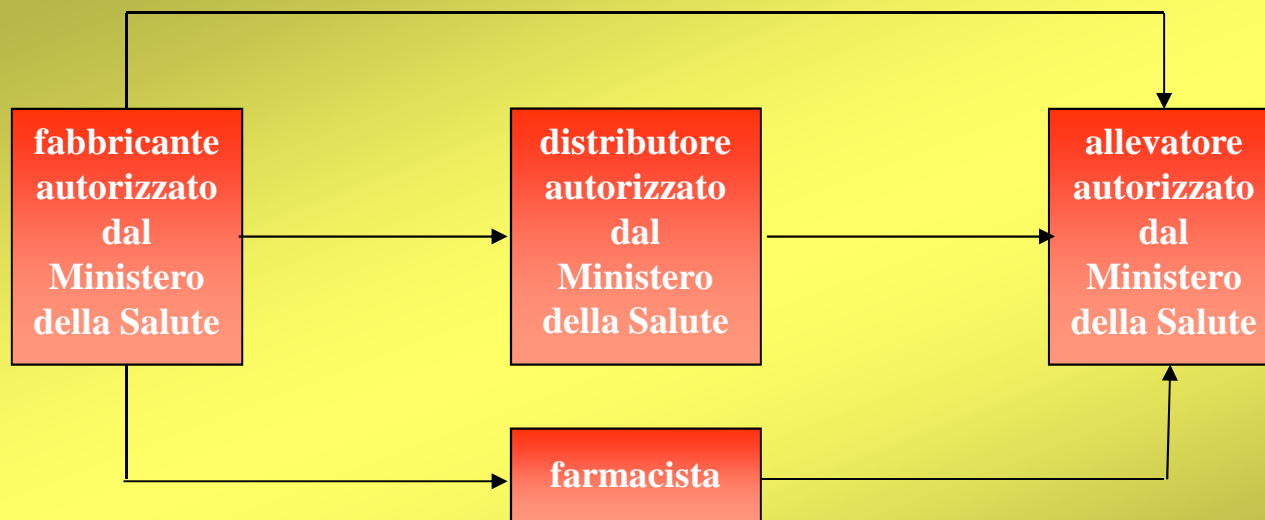 fabbricante
autorizzato
dal
Ministero
della Salute
distributore
autorizzato
dal
Ministero
della Salute
allevatore
autorizzato
dal
Ministero
della Salute
farmacista